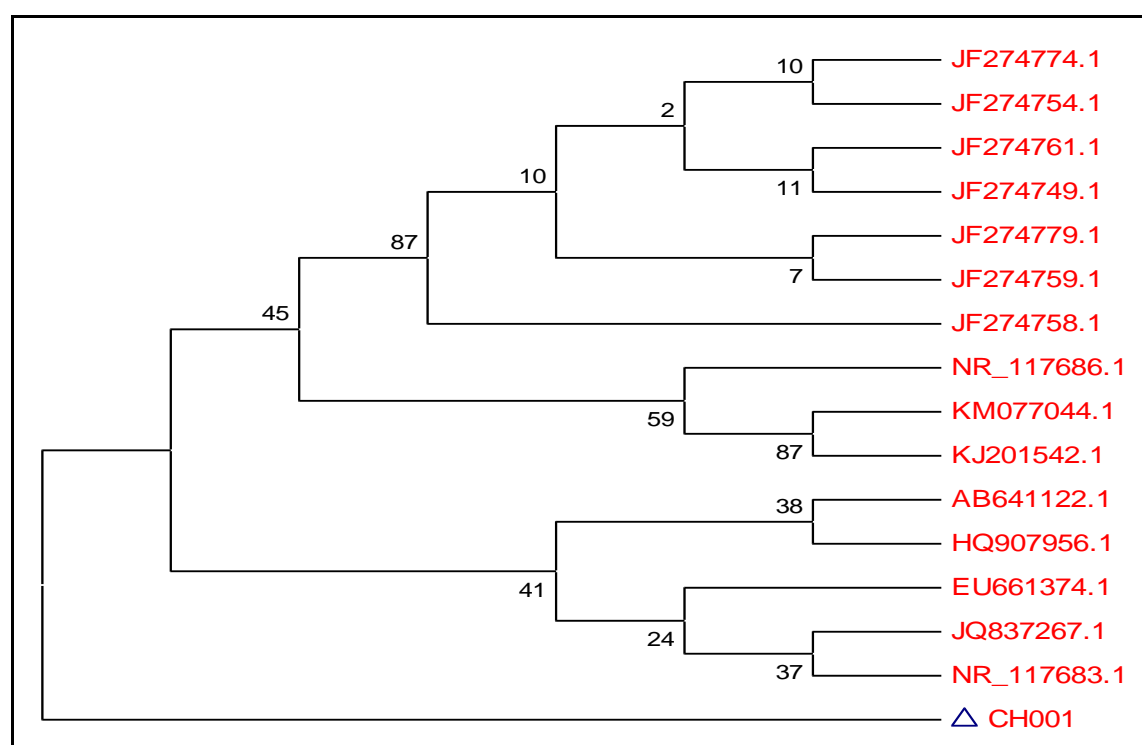 JF274774.1
10
JF274754.1
2
JF274761.1
11
JF274749.1
10
JF274779.1
7
JF274759.1
87
JF274758.1
45
NR_117686.1
59
KM077044.1
87
KJ201542.1
38
AB641122.1
HQ907956.1
41
EU661374.1
24
JQ837267.1
37
NR_117683.1
CH001